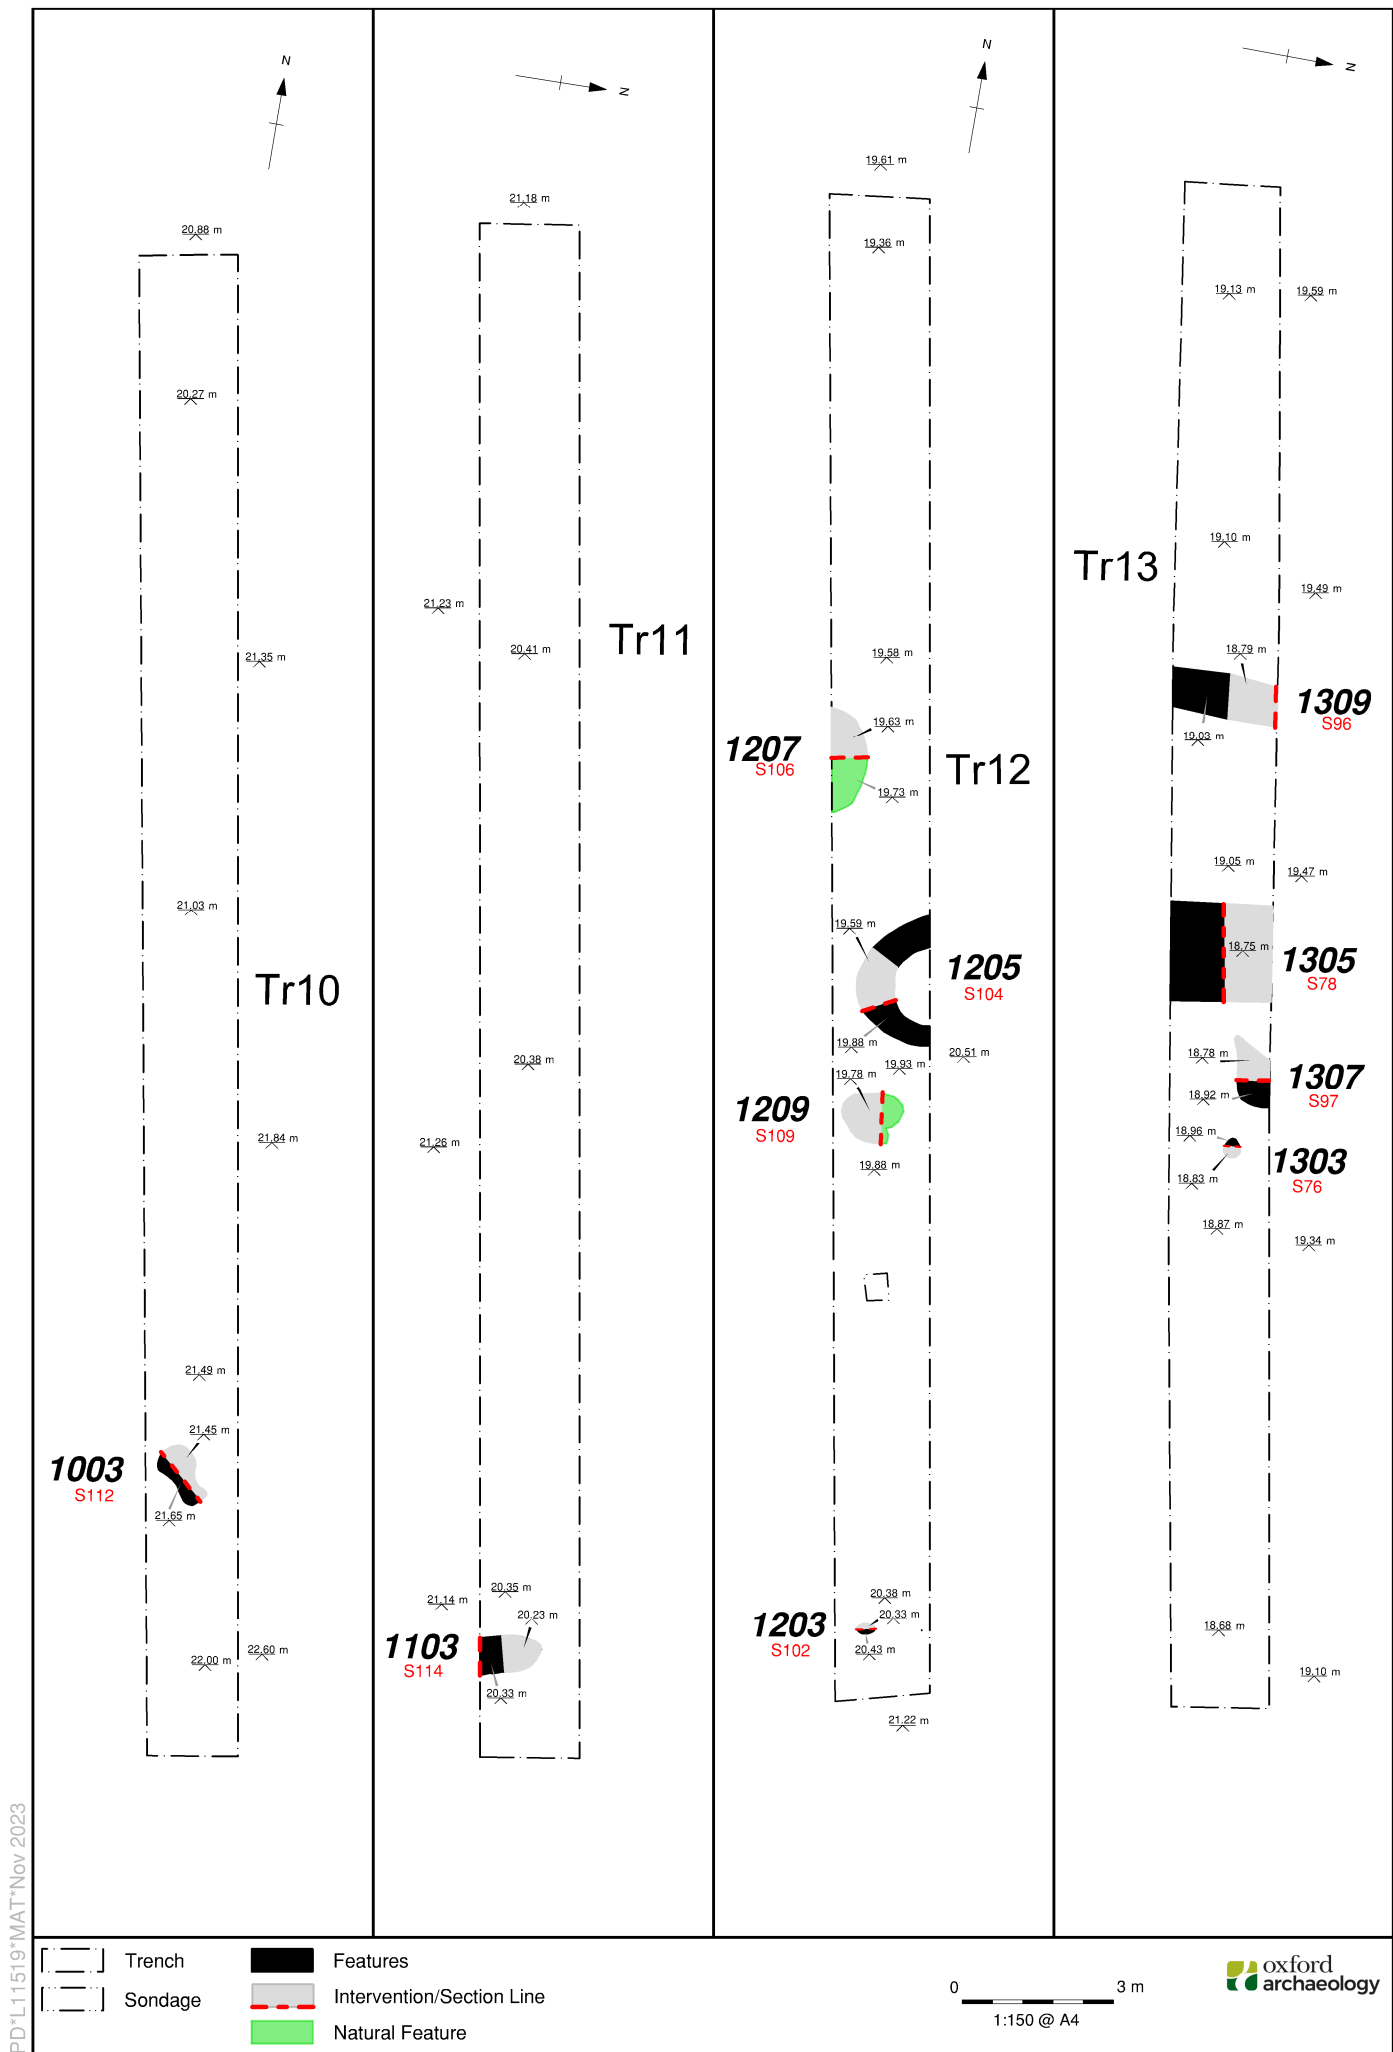 N
20.88 m
20.27 m
21.35 m
21.03 m
Tr10
21.84 m
21.49 m
21.45 m
1003
S112
21.65 m
22.60 m
22.00 m
N
21.18 m
21.23 m
Tr11
20.41 m
20.38 m
21.26 m
20.35 m
21.14 m
20.23 m
1103
S114
20.33 m
N
19.61 m
19.36 m
19.58 m
19.63 m
1207
S106
Tr12
19.73 m
19.59 m
1205
S104
19.88 m
20.51 m
19.93 m
19.78 m
1209
S109
19.88 m
20.38 m
20.33 m
1203
S102
20.43 m
21.22 m
N
19.13 m
19.59 m
19.10 m
Tr13
19.49 m
18.79 m
1309
S96
19.03 m
19.05 m
19.47 m
18.75 m
1305
S78
18.78 m
1307
S97
18.92 m
18.96 m
1303
S76
18.83 m
18.87 m
19.34 m
18.68 m
19.10 m
PD*L11519*MAT*Nov 2023
Trench
Sondage
Features
Intervention/Section Line
Natural Feature
0 3 m
1:150 @ A4
oxford
archaeology